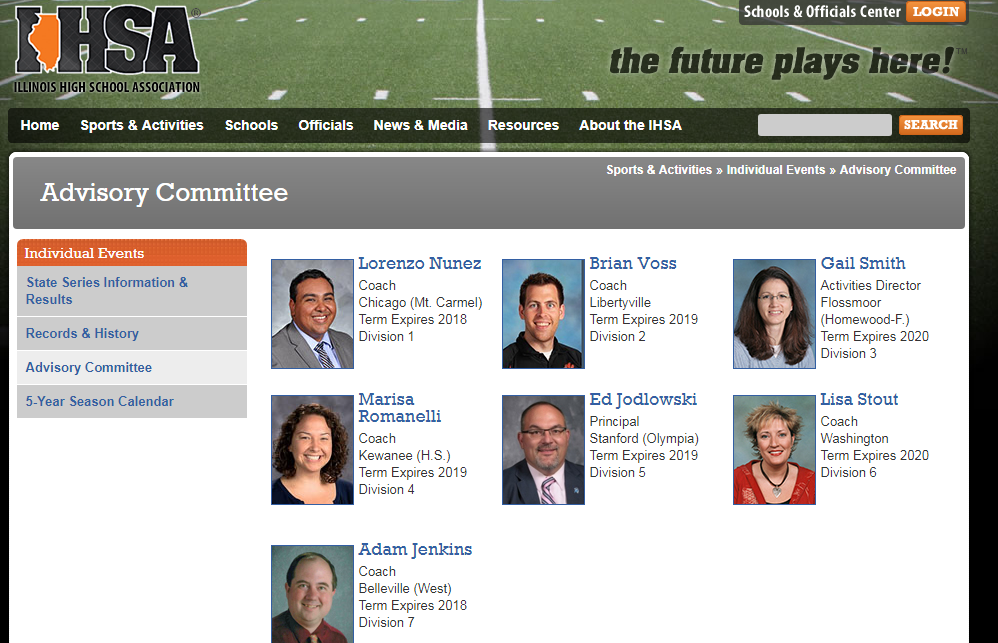 IHSA®
ILLINOIS HIGH SCHOOL ASSOCIATION
Schools & Officials Center LOGIN
the future plays here!™
Home Sports & Activities Schools Officials News & Media Resources About the IHSA SEARCH
Sports & Activities » Individual Events » Advisory Committee
Advisory Committee
Individual Events
State Series Information &
Results
Records & History
Advisory Committee
5-Year Season Calendar
Lorenzo Nunez
Coach
Chicago (Mt. Carmel)
Term Expires 2018
Division 1
Brian Voss
Coach
Libertyville
Term Expires 2019
Division 2
Gail Smith
Activities Director
Flossmoor
(Homewood-F.)
Term Expires 2020
Division 3
Marisa
Romanelli
Coach
Kewanee (H.S.)
Term Expires 2019
Division 4
Ed Jodlowski
Principal
Stanford (Olympia)
Term Expires 2019
Division 5
Lisa Stout
Coach
Washington
Term Expires 2020
Division 6
Adam Jenkins
Coach
Belleville (West)
Term Expires 2018
Division 7